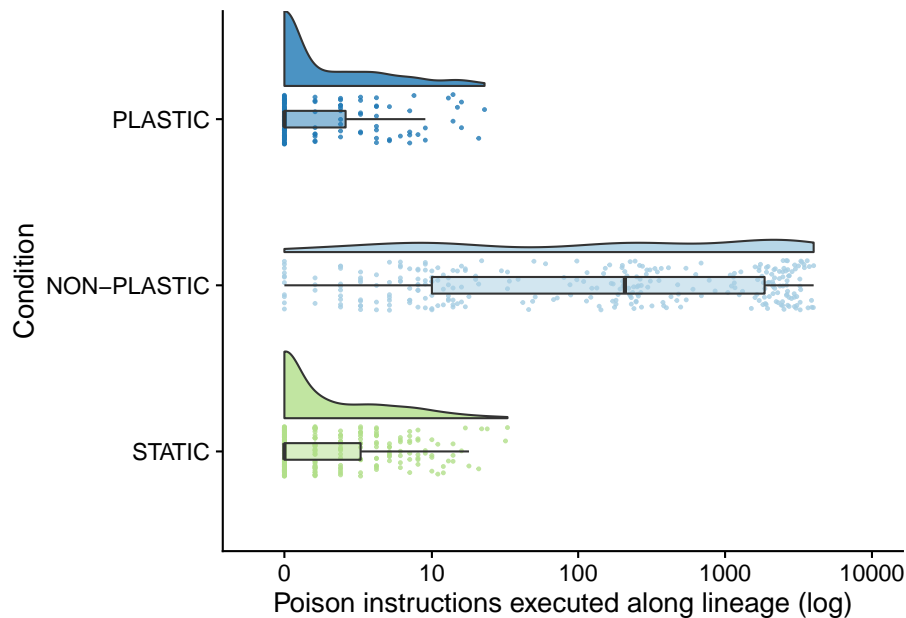 Condition
PLASTIC
NON−PLASTIC
STATIC
0 10 100 1000 10000
Poison instructions executed along lineage (log)